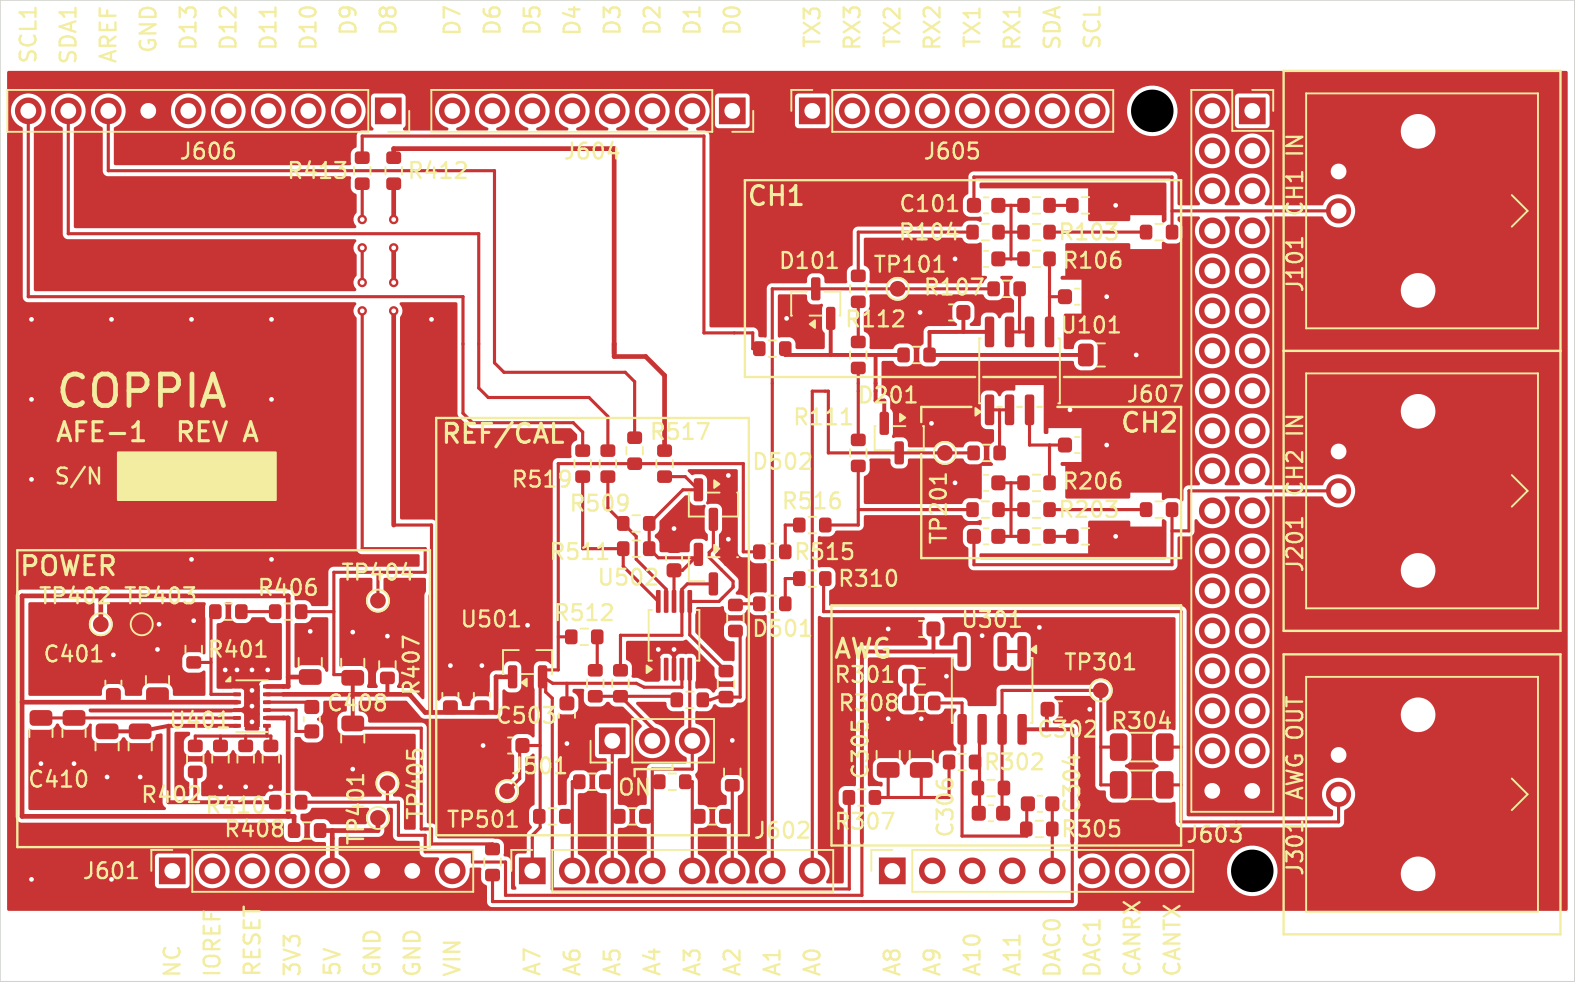 SCL1 SDA1 AREF GND D13 D12 D11 D10 D9 D8 D7 D6 D5 D4 D3 D2 D1 D0 TX3 RX3 TX2 RX2 TX1 RX1 SDA SCL
J606 J604 J605
R413 R412
CH1
C101
R104 R103
D101 TP101 R106
R107
R112 U101
CH1 IN
J101
COPPIA
AFE-1 REV A
S/N
D201 J607
R111 CH2
REF/CAL R517
D502
R519
R509 R516
R206
R203
TP201
R511 R515
U502 R310
CH2 IN
J201
POWER
TP402 TP403 R406 TP404
C401 R401 R407
U501 R512 D501
AWG U301
R301 TP301
R308
C408 U401 C503
C302 R304
C305 R302
C410 J501
R402 R410 TP401 TP405
ON
C306 C304
R408 TP501 J602 R307 R305 J603
AWG OUT
J301
J601
NC IOREF RESET 3V3 5V GND GND VIN A7 A6 A5 A4 A3 A2 A1 A0 A8 A9 A10 A11 DAC0 DAC1 CANRX CANTX